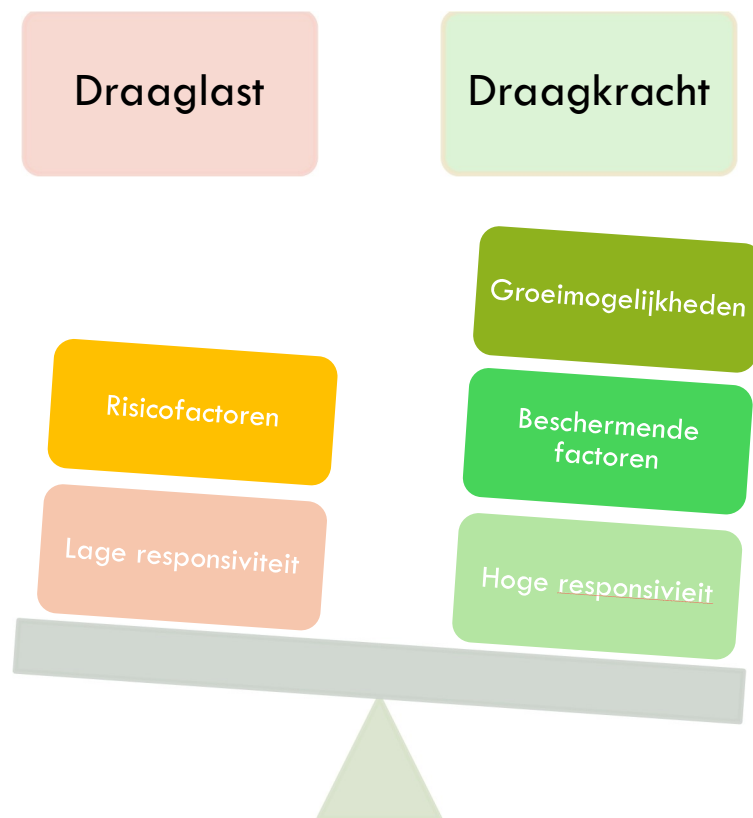 Draaglast
Draagkracht
Groeimogelijkheden
Risicofactoren
Beschermende
factoren
Lage responsiviteit
Hoge responsivieit